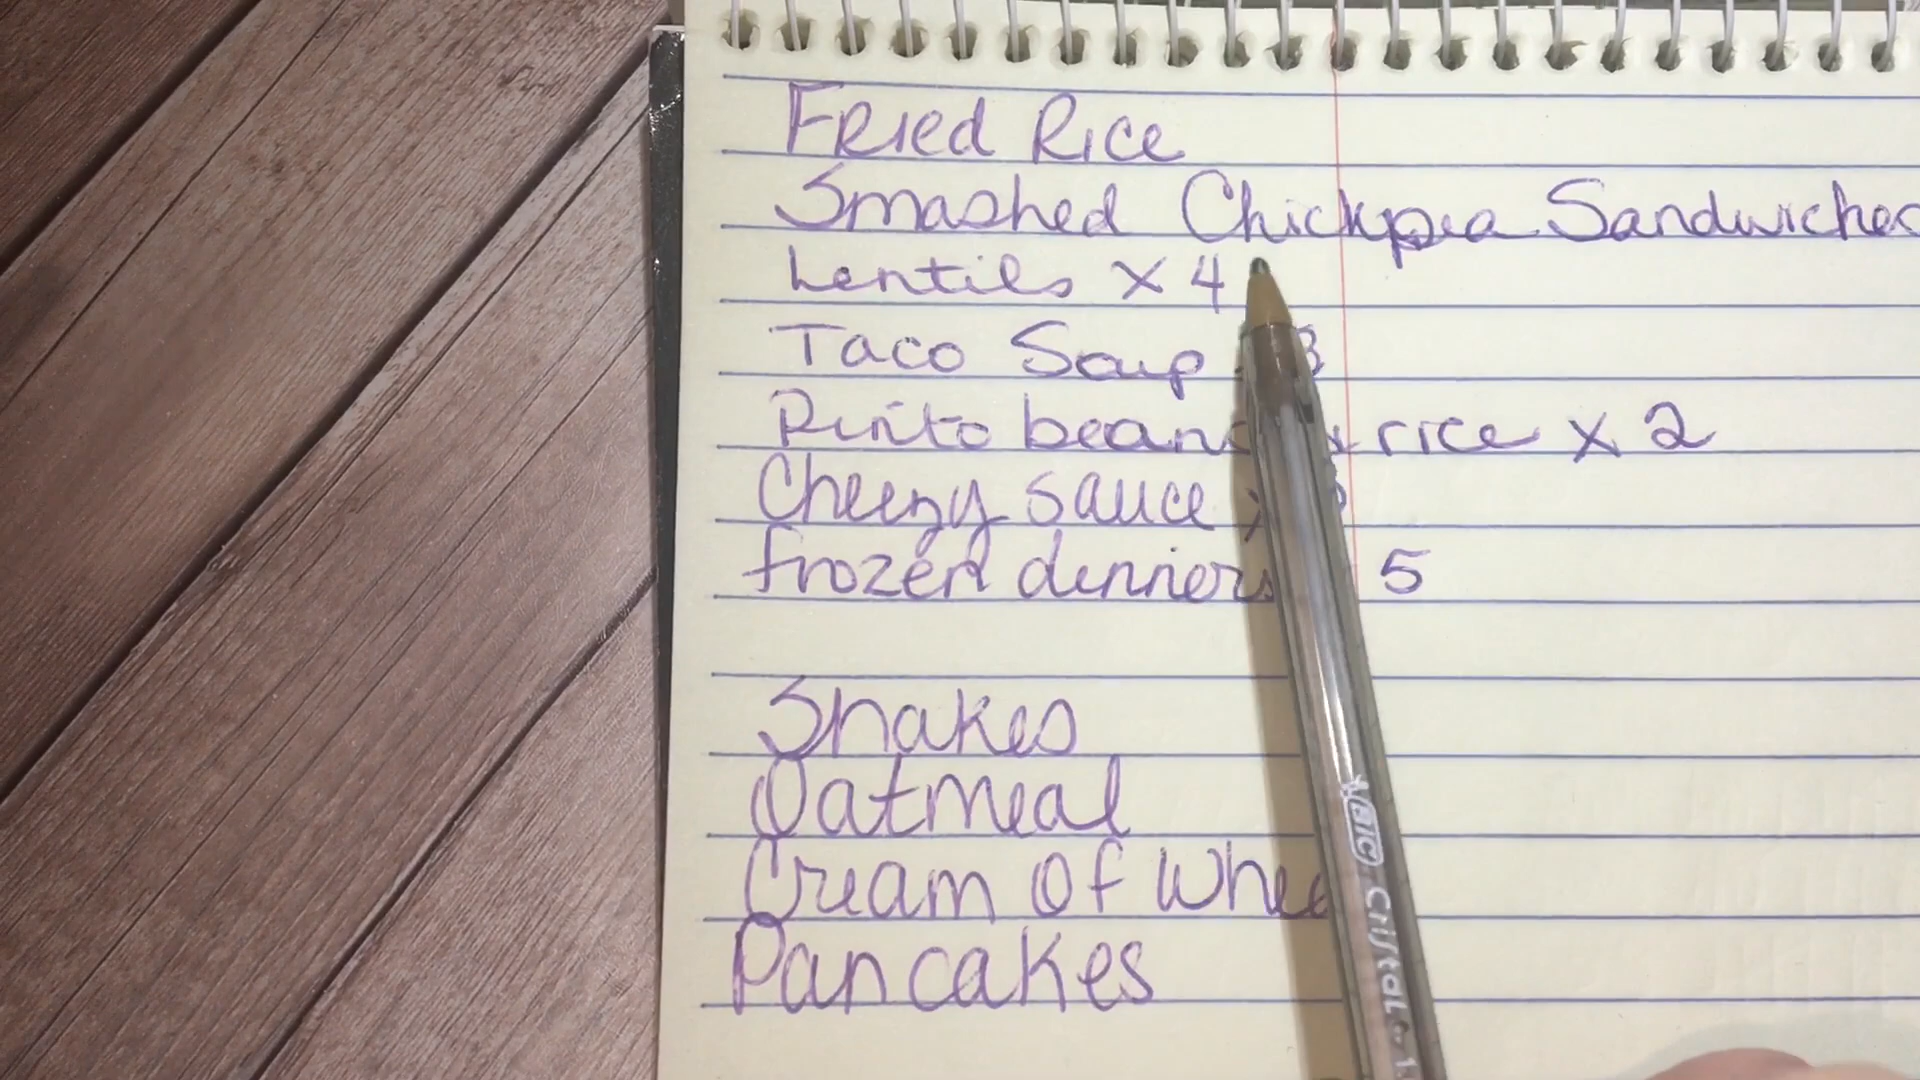 Fried Rice
Smashed Chickpea Sandwiches
Lentils x 4
Taco Soup 3
Pinto beans & rice x 2
Cheezy sauce x
frozen dinners 5
Shakes
Oatmeal
Cream Of
Pancakes
BIC Cristal